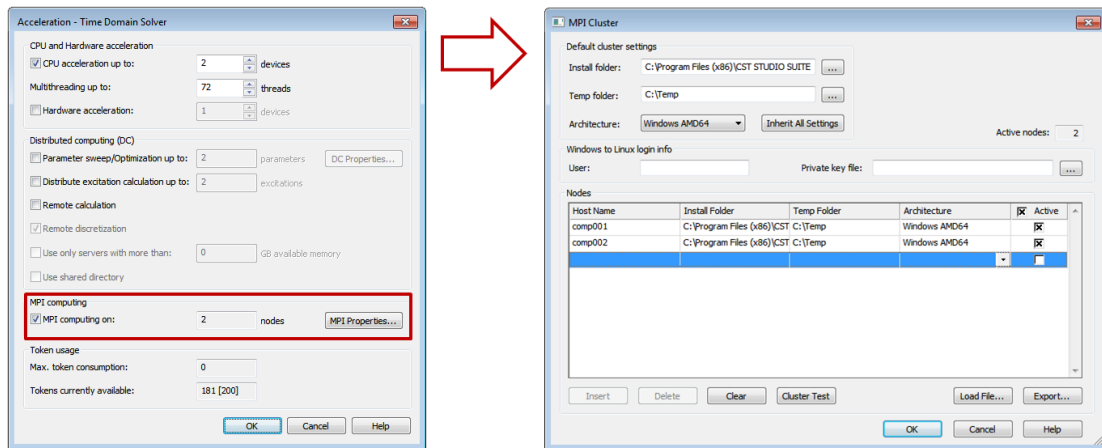 Acceleration - Time Domain Solver
CPU and Hardware acceleration
CPU acceleration up to: 2 devices
Multithreading up to: 72 threads
Hardware acceleration: 1 devices
Distributed computing (DC)
Parameter sweep/Optimization up to: 2 parameters DC Properties...
Distribute excitation calculation up to: 2 excitations
Remote calculation
Remote discretization
Use only servers with more than: 0 GB available memory
Use shared directory
MPI computing
MPI computing on: 2 nodes MPI Properties...
Token usage
Max. token consumption: 0
Tokens currently available: 181 [200]
OK Cancel Help
MPI Cluster
Default cluster settings
Install folder: C:\Program Files (x86)\CST STUDIO SUITE ...
Temp folder: C:\Temp ...
Architecture: Windows AMD64 Inherit All Settings
Active nodes: 2
Windows to Linux login info
User: Private key file: ...
Nodes
Host Name Install Folder Temp Folder Architecture Active
comp001 C:\Program Files (x86)\CST C:\Temp Windows AMD64
comp002 C:\Program Files (x86)\CST C:\Temp Windows AMD64
Insert Delete Clear Cluster Test Load File... Export...
OK Cancel Help